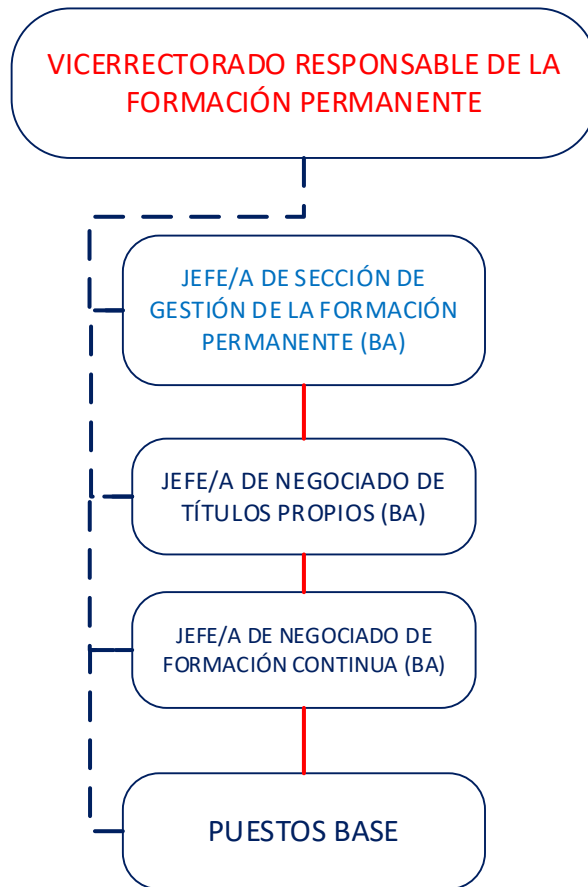 VICERRECTORADO RESPONSABLE DE LA
FORMACIÓN PERMANENTE
JEFE/A DE SECCIÓN DE
GESTIÓN DE LA FORMACIÓN
PERMANENTE (BA)
JEFE/A DE NEGOCIADO DE
TÍTULOS PROPIOS (BA)
JEFE/A DE NEGOCIADO DE
FORMACIÓN CONTINUA (BA)
PUESTOS BASE